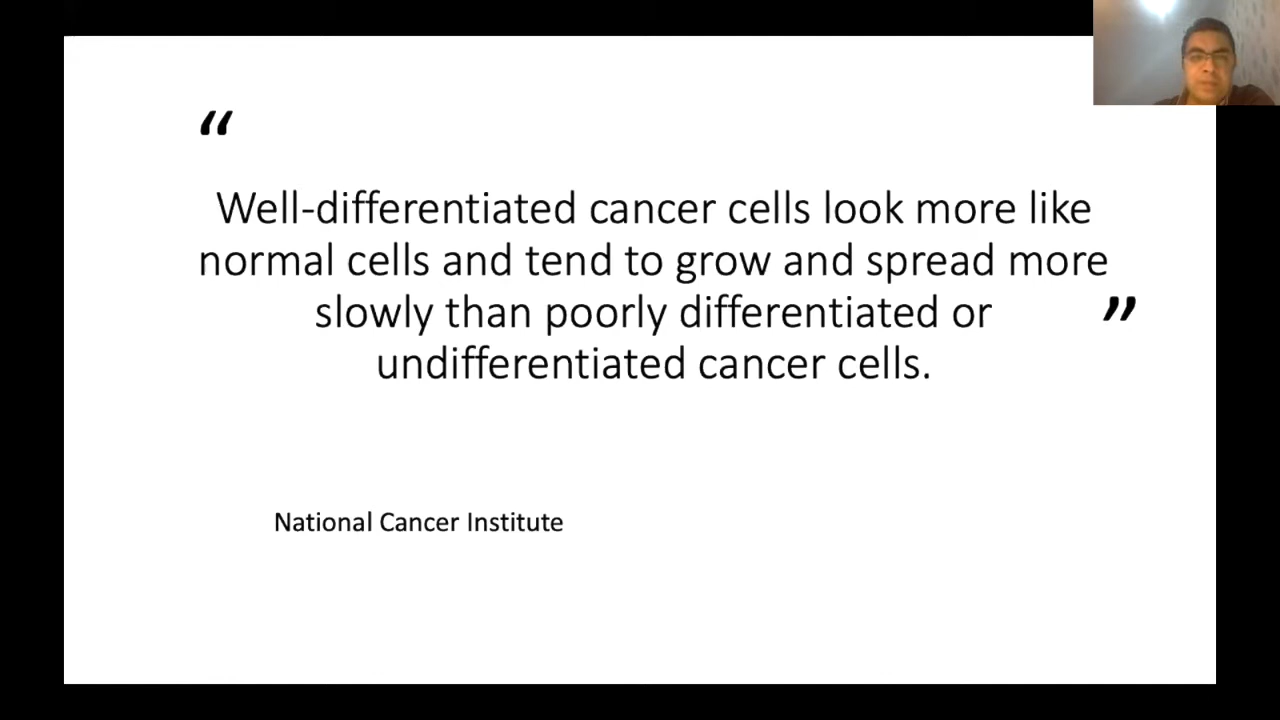 “
Well-differentiated cancer cells look more like
normal cells and tend to grow and spread more
slowly than poorly differentiated or
undifferentiated cancer cells.
”
National Cancer Institute